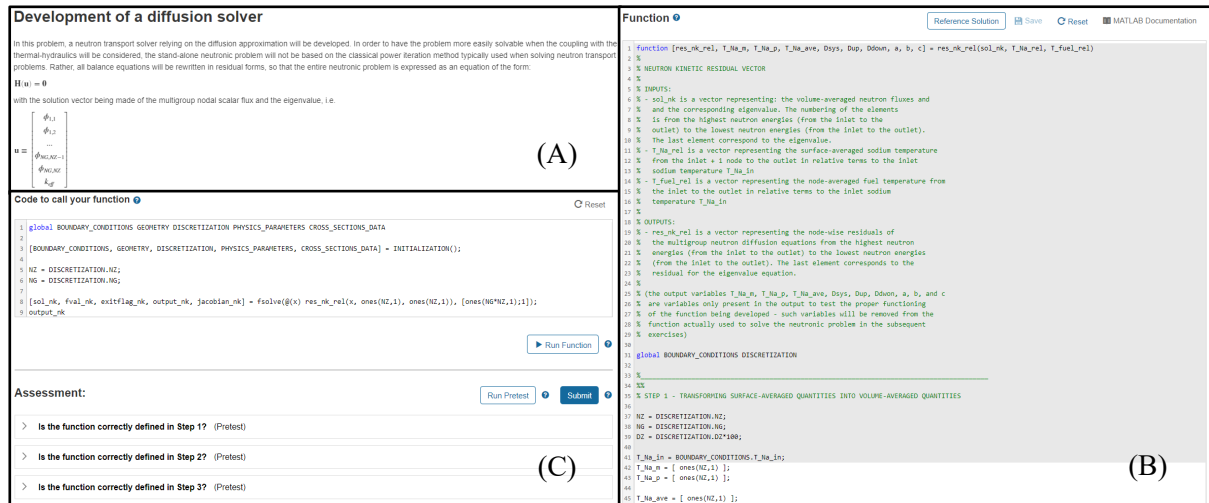 Development of a diffusion solver
In this problem, a neutron transport solver relying on the diffusion approximation will be developed. In order to have the problem more easily solvable when the coupling with the
thermal-hydraulics will be considered, the stand-alone neutronic problem will not be based on the classical power iteration method typically used when solving neutron transport
problems. Rather, all balance equations will be rewritten in residual forms, so that the entire neutronic problem is expressed as an equation of the form:
H(u) = 0
with the solution vector being made of the multigroup nodal scalar flux and the eigenvalue, i.e.
ϕ1,1
ϕ1,2
...
u ≡
ϕNG,NZ−1
ϕNG,NZ
keff
(A)
Code to call your function
Reset
1 global BOUNDARY_CONDITIONS GEOMETRY DISCRETIZATION PHYSICS_PARAMETERS CROSS_SECTIONS_DATA
2
3 [BOUNDARY_CONDITIONS, GEOMETRY, DISCRETIZATION, PHYSICS_PARAMETERS, CROSS_SECTIONS_DATA] = INITIALIZATION();
4
5 NZ = DISCRETIZATION.NZ;
6 NG = DISCRETIZATION.NG;
7
8 [sol_nk, fval_nk, exitflag_nk, output_nk, jacobian_nk] = fsolve(@(x) res_nk_rel(x, ones(NZ,1), ones(NZ,1)), [ones(NG*NZ,1);1]);
9 output_nk
Run Function
Assessment:
Run Pretest
Submit
Is the function correctly defined in Step 1? (Pretest)
Is the function correctly defined in Step 2? (Pretest)
Is the function correctly defined in Step 3? (Pretest)
(C)
Function
Reference Solution
Save
Reset
MATLAB Documentation
1 function [res_nk_rel, T_Na_m, T_Na_p, T_Na_ave, Dsys, Dup, Ddown, a, b, c] = res_nk_rel(sol_nk, T_Na_rel, T_fuel_rel)
2 %
3 % NEUTRON KINETIC RESIDUAL VECTOR
4 %
5 % INPUTS:
6 % - sol_nk is a vector representing: the volume-averaged neutron fluxes and
7 % and the corresponding eigenvalue. The numbering of the elements
8 % is from the highest neutron energies (from the inlet to the
9 % outlet) to the lowest neutron energies (from the inlet to the outlet).
10 % The last element correspond to the eigenvalue.
11 % - T_Na_rel is a vector representing the surface-averaged sodium temperature
12 % from the inlet + 1 node to the outlet in relative terms to the inlet
13 % sodium temperature T_Na_in
14 % - T_fuel_rel is a vector representing the node-averaged fuel temperature from
15 % the inlet to the outlet in relative terms to the inlet sodium
16 % temperature T_Na_in
17 %
18 % OUTPUTS:
19 % - res_nk_rel is a vector representing the node-wise residuals of
20 % the multigroup neutron diffusion equations from the highest neutron
21 % energies (from the inlet to the outlet) to the lowest neutron energies
22 % (from the inlet to the outlet). The last element corresponds to the
23 % residual for the eigenvalue equation.
24 %
25 % (the output variables T_Na_m, T_Na_p, T_Na_ave, Dsys, Dup, Ddwon, a, b, and c
26 % are variables only present in the output to test the proper functioning
27 % of the function being developed - such variables will be removed from the
28 % function actually used to solve the neutronic problem in the subsequent
29 % exercises)
30
31 global BOUNDARY_CONDITIONS DISCRETIZATION
32
33 %
34 %%
35 % STEP 1 - TRANSFORMING SURFACE-AVERAGED QUANTITIES INTO VOLUME-AVERAGED QUANTITIES
36
37 NZ = DISCRETIZATION.NZ;
38 NG = DISCRETIZATION.NG;
39 DZ = DISCRETIZATION.DZ*100;
40
41 T_Na_in = BOUNDARY_CONDITIONS.T_Na_in;
42 T_Na_m = [ ones(NZ,1) ];
43 T_Na_p = [ ones(NZ,1) ];
44
45 T_Na_ave = [ ones(NZ,1) ];
(B)